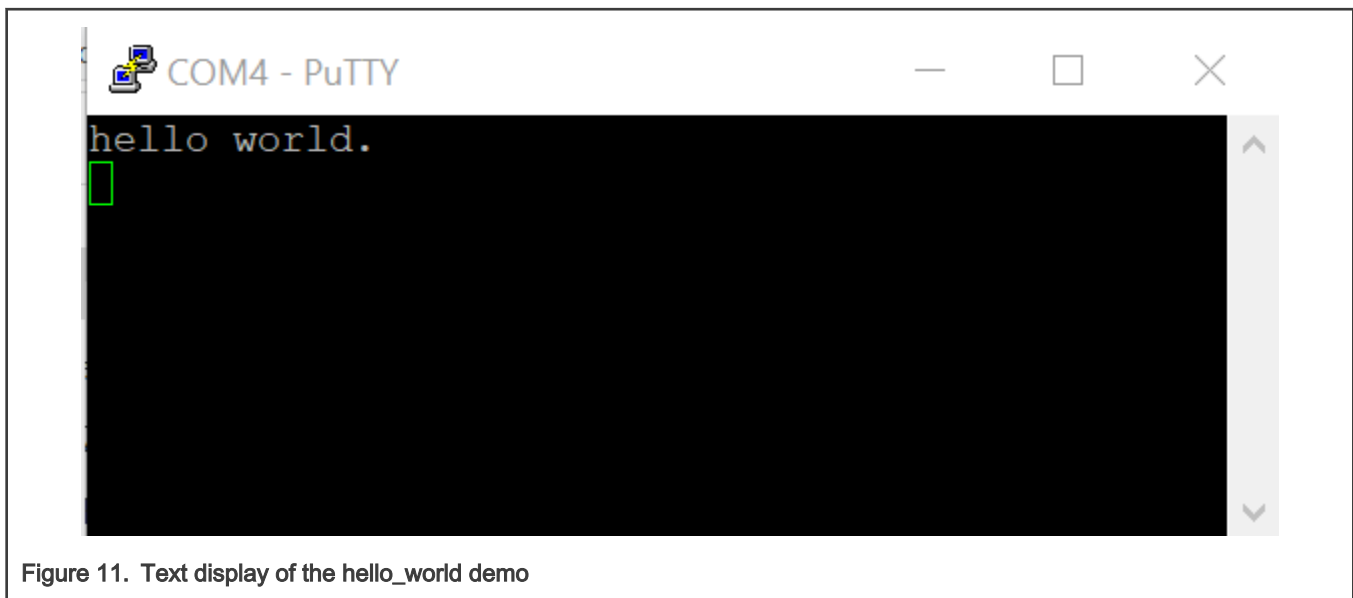 COM4 - PuTTY
hello world.
Figure 11. Text display of the hello_world demo